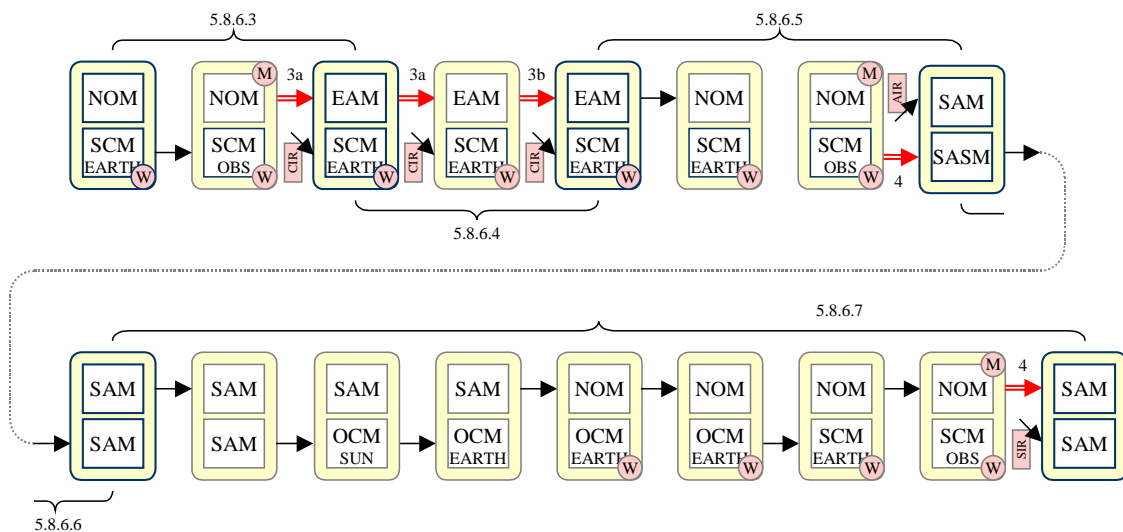 5.8.6.3
5.8.6.5
3a
3a
3b
M
M
NOM
NOM
EAM
EAM
EAM
NOM
NOM
AIR
SAM
SCM
EARTH
W
SCM
OBS
W
CIR
SCM
EARTH
W
CIR
SCM
EARTH
W
CIR
SCM
EARTH
W
SCM
EARTH
W
SCM
OBS
W
4
SASM
5.8.6.4
5.8.6.7
M
4
SAM
SAM
SAM
SAM
NOM
NOM
NOM
NOM
SAM
SAM
SAM
OCM
SUN
OCM
EARTH
OCM
EARTH
W
OCM
EARTH
W
SCM
EARTH
W
SCM
OBS
W
SIR
SAM
5.8.6.6